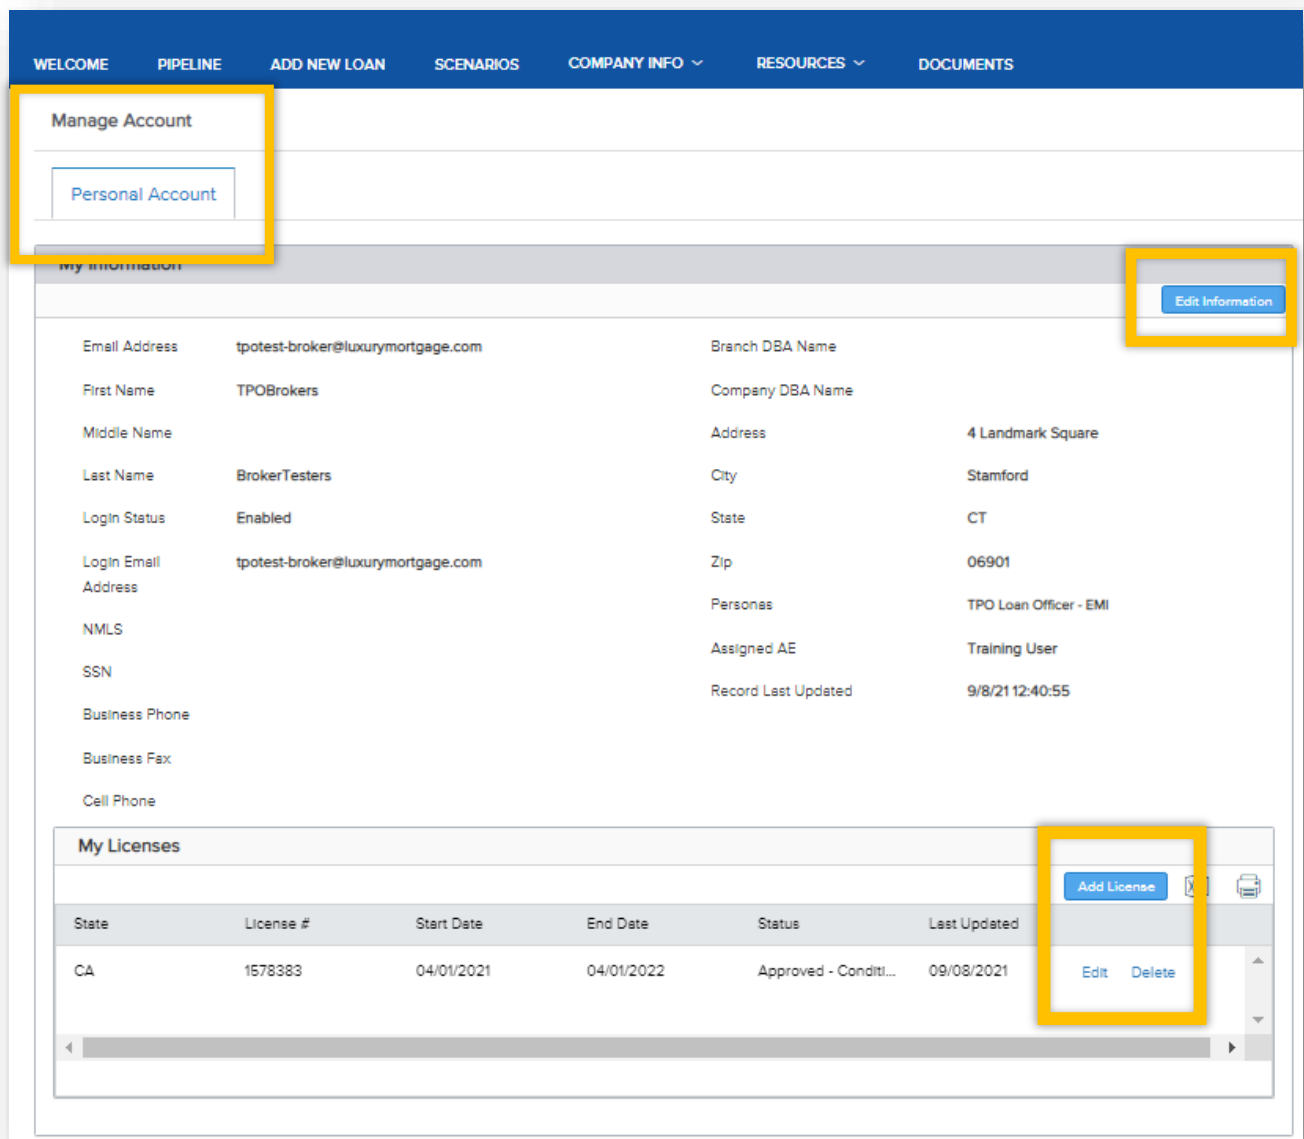 WELCOME PIPELINE ADD NEW LOAN SCENARIOS COMPANY INFO RESOURCES DOCUMENTS
Manage Account
Personal Account
My Information
Edit Information
Email Address tpotest-broker@luxurymortgage.com Branch DBA Name
First Name TPOBrokers Company DBA Name
Middle Name Address 4 Landmark Square
Last Name BrokerTesters City Stamford
Login Status Enabled State CT
Login Email tpotest-broker@luxurymortgage.com Zip 06901
Address
Personas TPO Loan Officer - EMI
NMLS
Assigned AE Training User
SSN
Record Last Updated 9/8/21 12:40:55
Business Phone
Business Fax
Cell Phone
My Licenses
Add License
State License # Start Date End Date Status Last Updated
CA 1578383 04/01/2021 04/01/2022 Approved - Conditi... 09/08/2021 Edit Delete